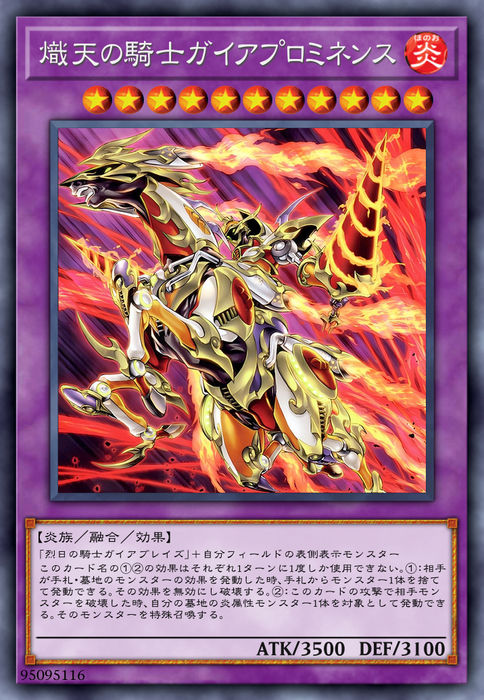 熾天の騎士ガイアプロミネンス
ほのお
炎
【炎族／融合／効果】
「烈日の騎士ガイアブレイズ」＋自分フィールドの表側表示モンスター
このカード名の①②の効果はそれぞれ1ターンに1度しか使用できない。①：相手
が手札・墓地のモンスターの効果を発動した時、手札からモンスター1体を捨て
て発動できる。その効果を無効にし破壊する。②：このカードの攻撃で相手モン
スターを破壊した時、自分の墓地の炎属性モンスター1体を対象として発動でき
る。そのモンスターを特殊召喚する。
ATK/3500 DEF/3100
95095116